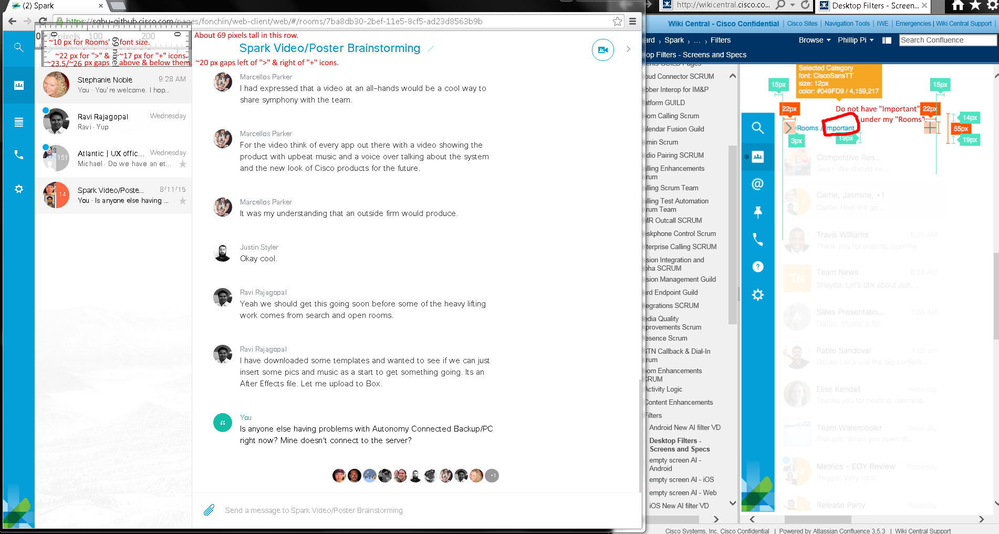 (2) Spark
https://sqbu-github.cisco.com/pages/fonchin/web-client/web/#/rooms/7ba8db30-2bef-11e5-8cf5-ad23d8563b9b
0 299 pixels 100 200 0
69 pixel
~10 px for Rooms' font size.
~22 px for ">" & ~17 px for "+" icons.
~23.5/~26 px gaps above & below them
About 69 pixels tall in this row.
Spark Video/Poster Brainstorming
~20 px gaps left of ">" & right of "+" icons.
Stephanie Noble 9:28 AM
You · You're welcome. I hop...
Ravi Rajagopal Wednesday
Ravi · Yup
151
Atlantic | UX offic... Wednesday
Michael · Do we have an et...
14
Spark Video/Poste... 8/11/15
You · Is anyone else having ...
Marcellos Parker
I had expressed that a video at an all-hands would be a cool way to
share symphony with the team.
Marcellos Parker
For the video think of every app out there with a video showing the
product with upbeat music and a voice over talking about the system
and the new look of Cisco products for the future.
Marcellos Parker
It was my understanding that an outside firm would produce.
Justin Styler
Okay cool.
Ravi Rajagopal
Yeah we should get this going soon before some of the heavy lifting
work comes from search and open rooms.
Ravi Rajagopal
I have downloaded some templates and wanted to see if we can just
insert some pics and music as a start to get something going. Its an
After Effects file. Let me upload to Box.
You
Is anyone else having problems with Autonomy Connected Backup/PC
right now? Mine doesn't connect to the server?
PTG
+1
Send a message to Spark Video/Poster Brainstorming
http://wikicentral.cisco.co...
Desktop Filters - Screen...
Wiki Central - Cisco Confidential | Cisco Sites | Navigation Tools | IWE | Emergencies | Wiki Central Support |
ard › Spark › ... › Filters
Browse Phillip Pi Search Confluence
op Filters - Screens and Specs
ents GUILD Pages
oud Connector SCRUM
bber Interop for IM&P
atform GUILD
oom Calling Scrum
alendar Fusion Guild
min Scrum
dio Pairing SCRUM
lling Enhancements
rum
alling Scrum Team
lling Test Automation
rum Team
MR Outcall SCRUM
eskphone Control Scrum
terprise Calling SCRUM
sion Integration and
pha SCRUM
sion Management Guild
ard Endpoint Guild
egrations SCRUM
edia Quality
provements Scrum
esence Scrum
STN Callback & Dial-In
rum
oom Enhancements
CRUM
Activity Logic
Content Enhancements
Filters
Android New AI filter VD
Desktop Filters -
Screens and Specs
empty screen AI -
Android
empty screen AI - iOS
empty screen AI - Web
iOS New AI filter VD
Selected Category
font: CiscoSansTT
size: 12px
color: #049FD9 / 4,159,217
15px
15px
22px
22px
Do not have "Important"
under my "Rooms".
Rooms / Important
14px
55px
19px
3px
19px
Competitive Res...
Sean: We should ke...
Carrie, Jasmine, +1
Carrie: How'd it go...
Travis Williams 8:32 AM
Thank you for posting Jasmine.
TN
Team News 8:24 AM
Sheyda: Let's talk about Jon...
Sales Presentatio... 7:06 AM
Dallas, shared a file
Pablo Sandoval 7:03 am
Dallas: Let's use the big confere...
Elise Kendall Yesterday
Thanks you for posting, Jasmine.
Team Watercooler Yesterday
Prakash: When you open th...
Metrics - EOY Review Yesterday
Reggie: Very nice!
Release Party Yesterday
Cisco Systems, Inc. Cisco Confidential | Powered by Atlassian Confluence 3.5.3 | Wiki Central Support